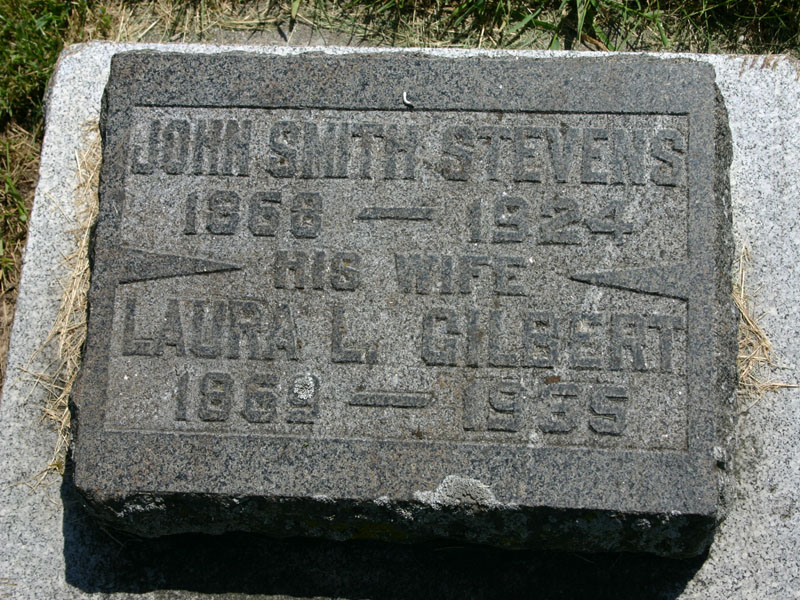 JOHN SMITH STEVENS
1868 — 1924
HIS WIFE
LAURA L. GILBERT
1869 — 1935